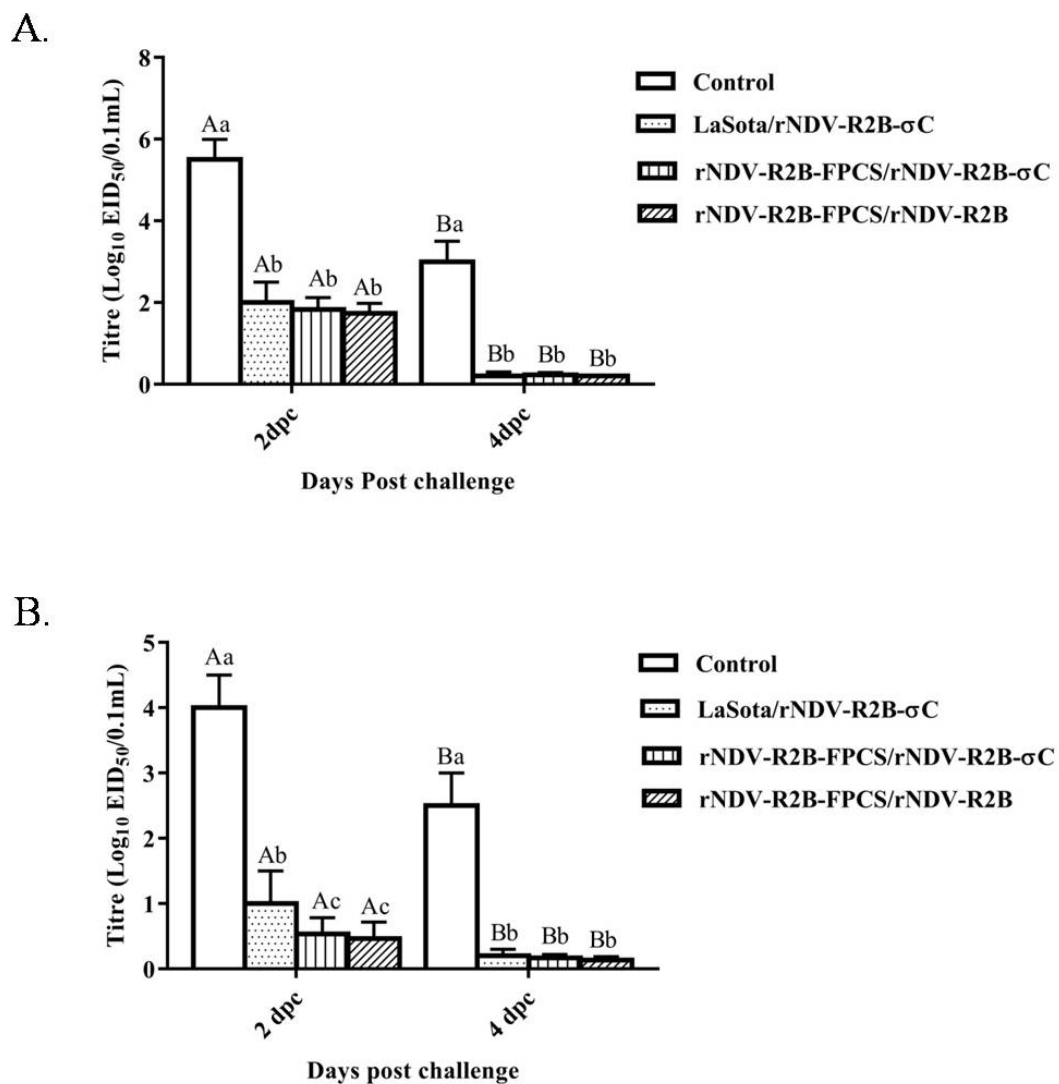 A.
8
6
4
2
0
Titre (Log₁₀ EID₅₀/0.1mL)
Aa
Ab
Ab
Ab
Ba
Bb
Bb
Bb
2dpc
4dpc
Days Post challenge
Control
LaSota/rNDV-R2B-σC
rNDV-R2B-FPCS/rNDV-R2B-σC
rNDV-R2B-FPCS/rNDV-R2B
B.
5
4
3
2
1
0
Titre (Log₁₀ EID₅₀/0.1mL)
Aa
Ab
Ac
Ac
Ba
Bb
Bb
Bb
2 dpc
4 dpc
Days post challenge
Control
LaSota/rNDV-R2B-σC
rNDV-R2B-FPCS/rNDV-R2B-σC
rNDV-R2B-FPCS/rNDV-R2B